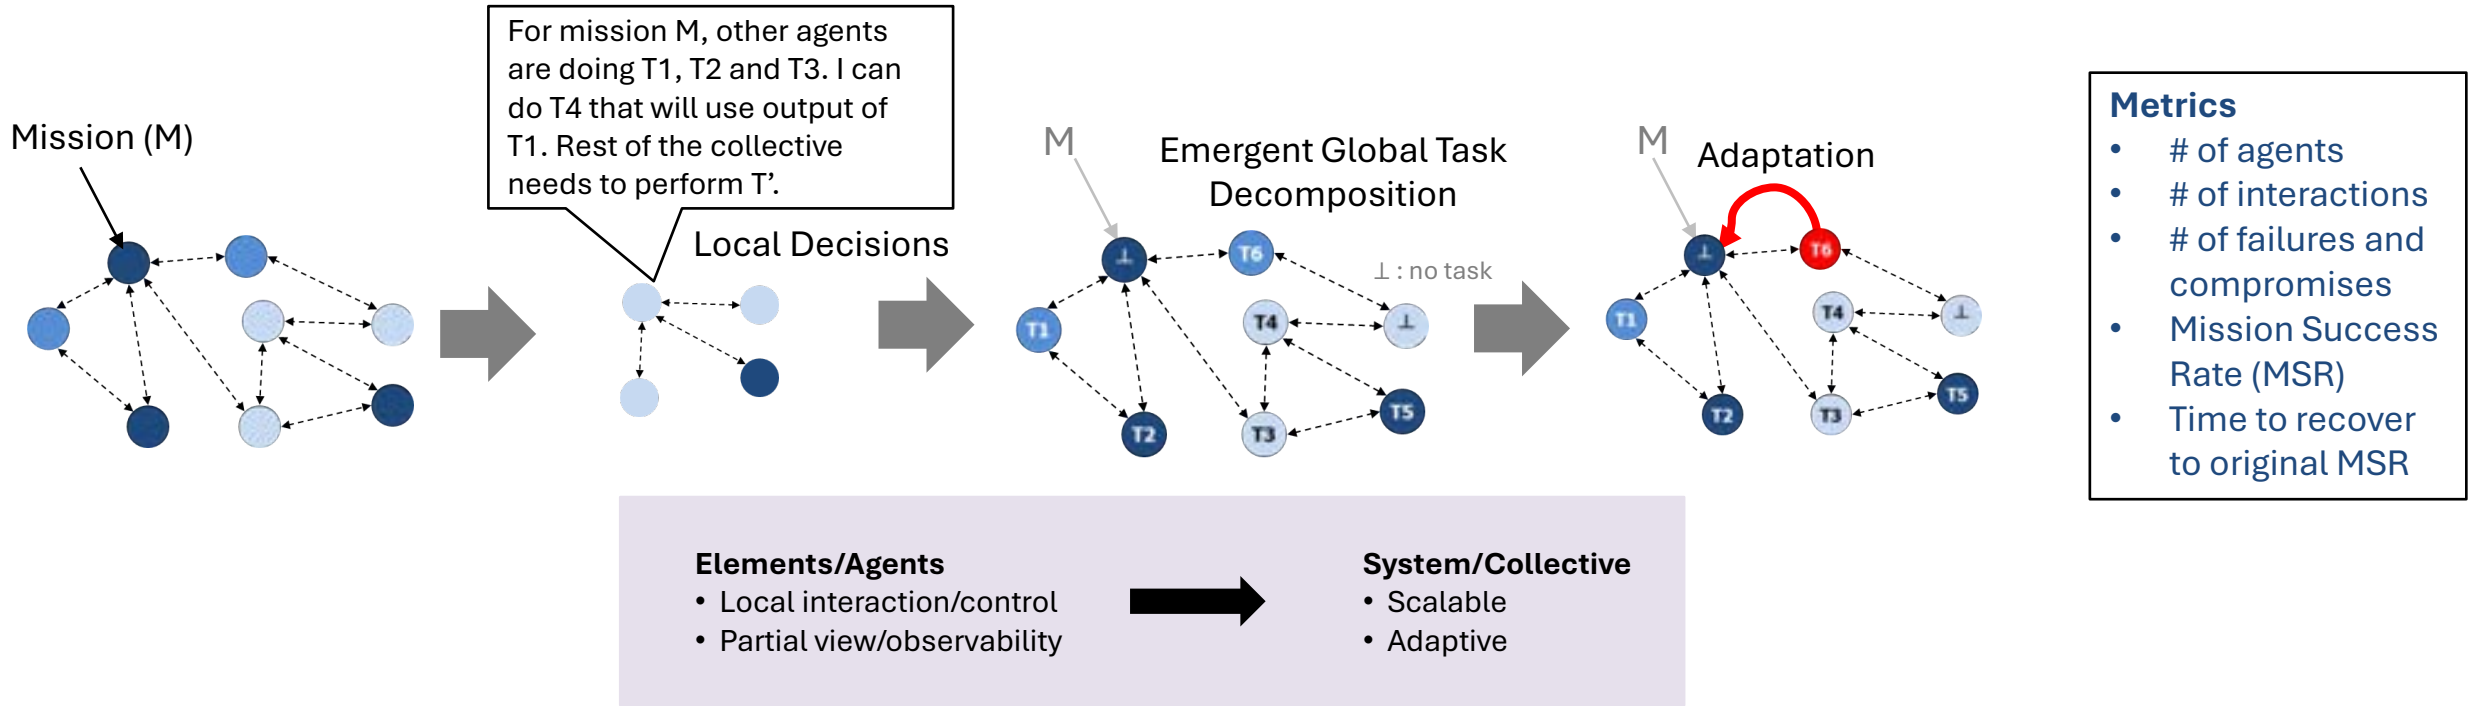 Mission (M)
For mission M, other agents
are doing T1, T2 and T3. I can
do T4 that will use output of
T1. Rest of the collective
needs to perform T’.
Local Decisions
M
Emergent Global Task
Decomposition
⊥ : no task
⊥
T6
T1
T4
⊥
T5
T2
T3
M
Adaptation
⊥
T6
T1
T4
⊥
T5
T2
T3
Metrics
• # of agents
• # of interactions
• # of failures and
compromises
• Mission Success
Rate (MSR)
• Time to recover
to original MSR
Elements/Agents
• Local interaction/control
• Partial view/observability
System/Collective
• Scalable
• Adaptive